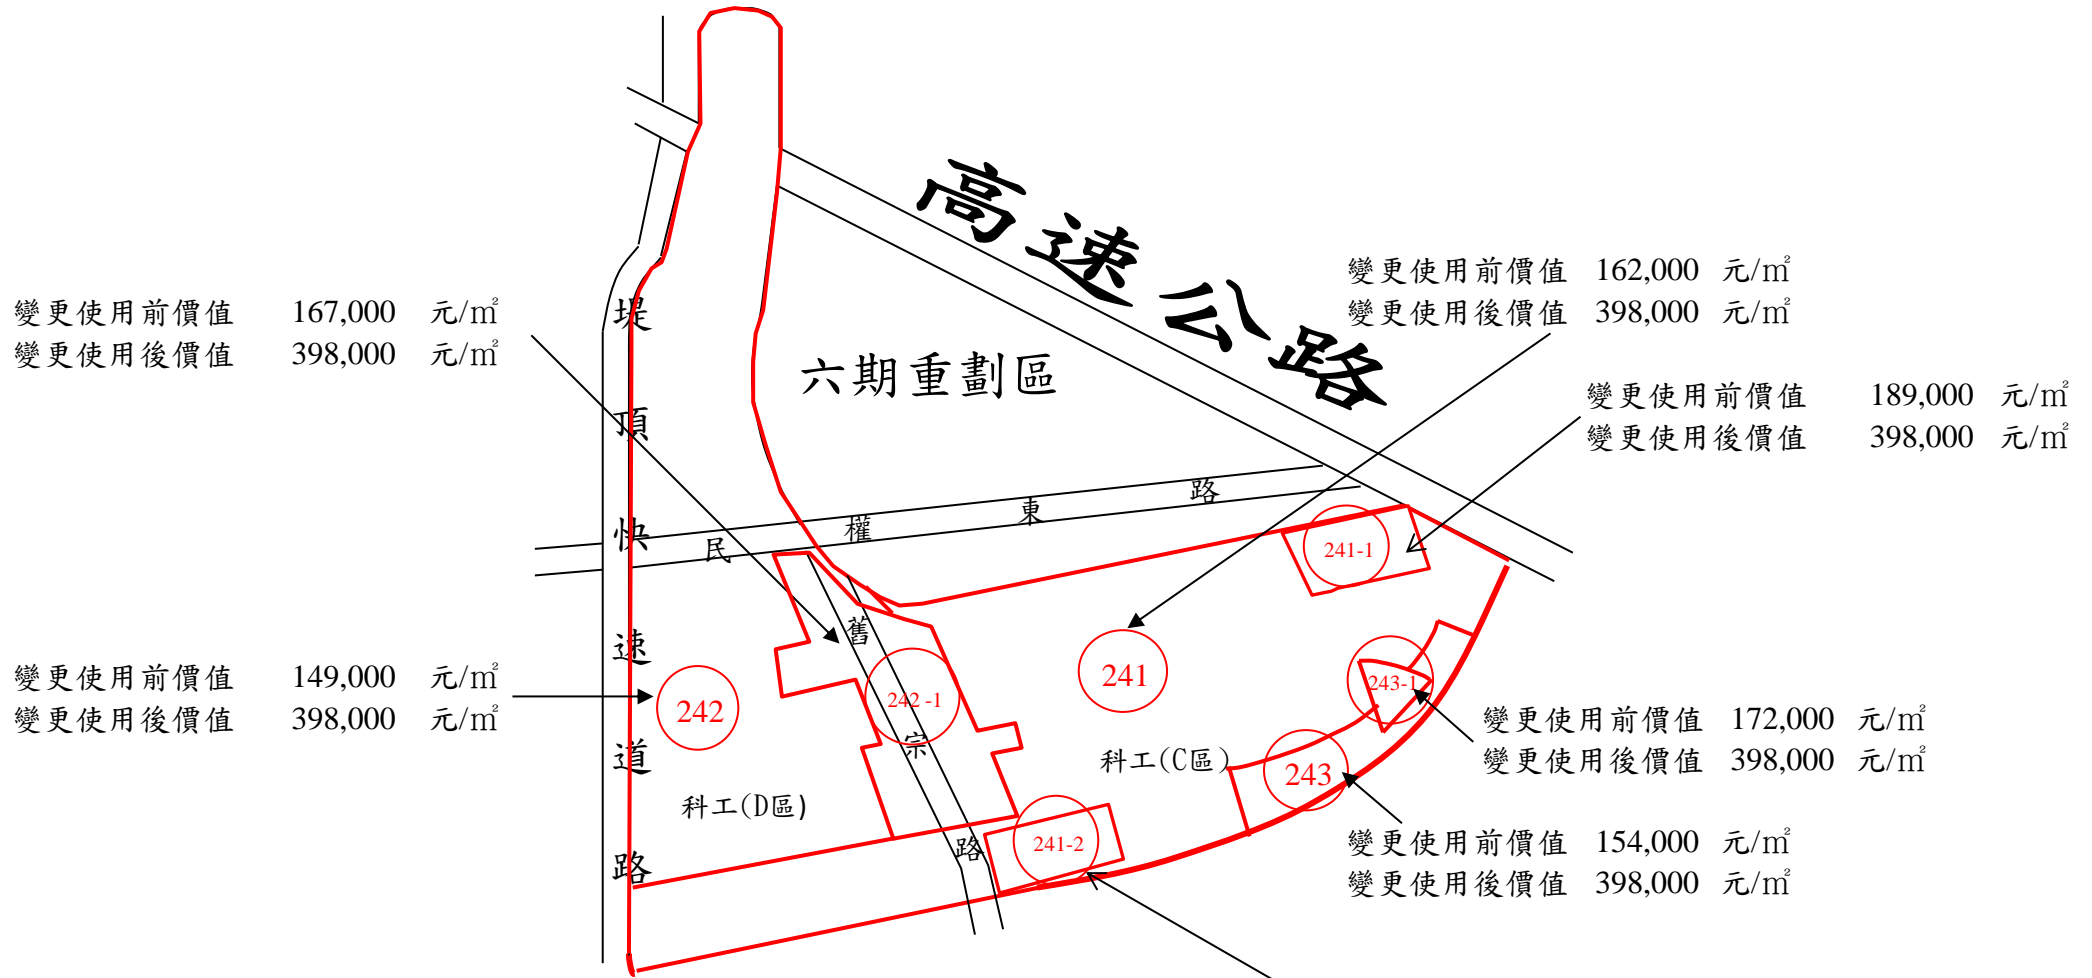 高速公路
變更使用前價值 162,000 元/㎡
變更使用後價值 398,000 元/㎡
變更使用前價值 167,000 元/㎡
變更使用後價值 398,000 元/㎡
堤頂快速道路
六期重劃區
變更使用前價值 189,000 元/㎡
變更使用後價值 398,000 元/㎡
民權東路
241-1
舊宗路
變更使用前價值 149,000 元/㎡
變更使用後價值 398,000 元/㎡
242
242-1
241
243-1
變更使用前價值 172,000 元/㎡
變更使用後價值 398,000 元/㎡
科工(C區)
243
科工(D區)
241-2
變更使用前價值 154,000 元/㎡
變更使用後價值 398,000 元/㎡